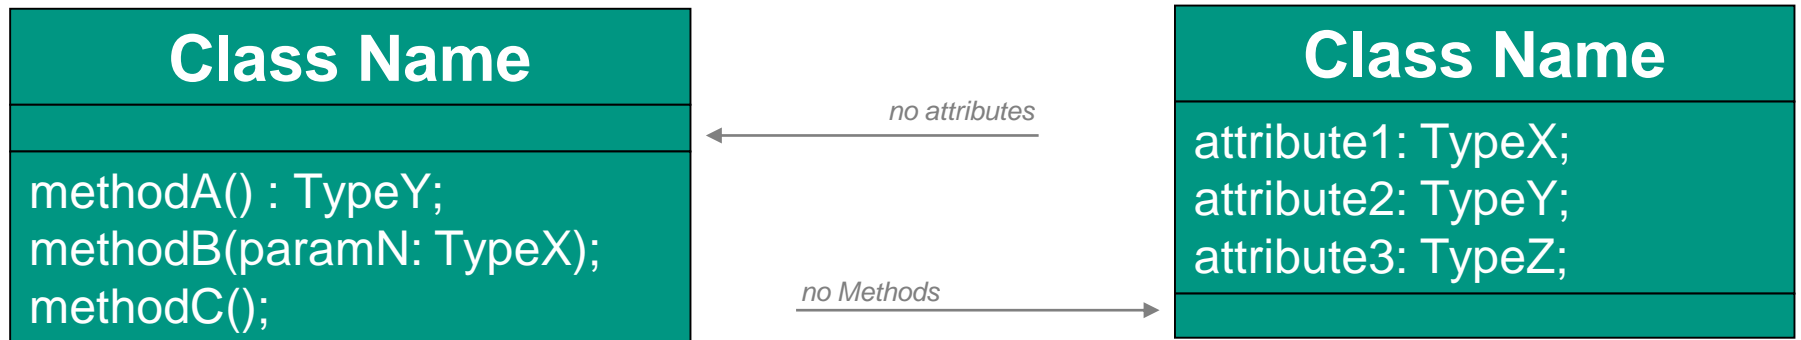 Class Name
methodA() : TypeY;
methodB(paramN: TypeX);
methodC();
no attributes
no Methods
Class Name
attribute1: TypeX;
attribute2: TypeY;
attribute3: TypeZ;